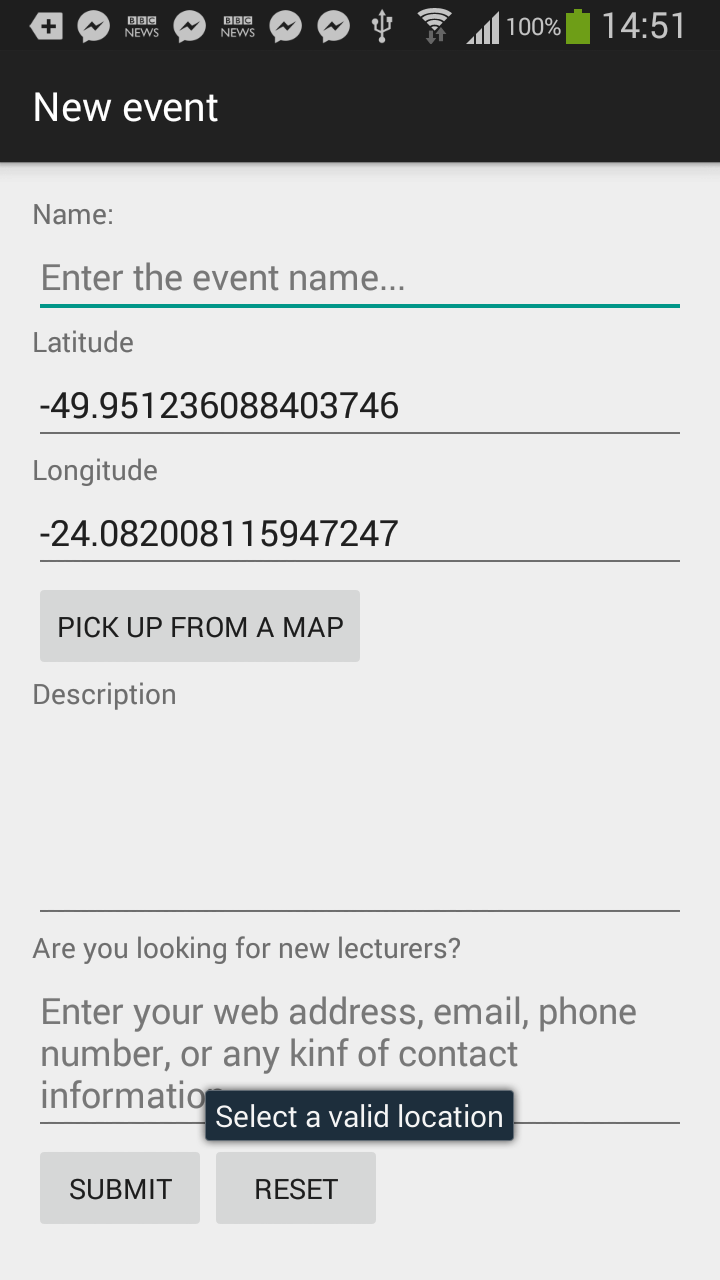 BBC NEWS BBC NEWS 100% 14:51
New event
Name:
Enter the event name...
Latitude
-49.951236088403746
Longitude
-24.082008115947247
PICK UP FROM A MAP
Description
Are you looking for new lecturers?
Enter your web address, email, phone
number, or any kinf of contact
information
Select a valid location
SUBMIT RESET